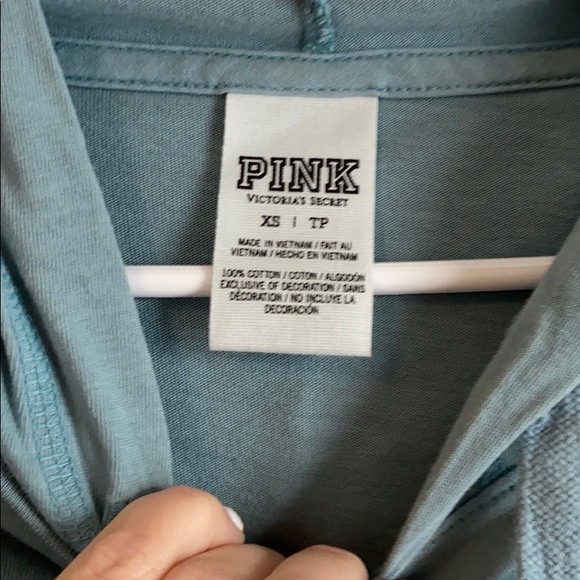 PINK
VICTORIA'S SECRET
XS | TP
MADE IN VIETNAM / FAIT AU
VIETNAM / HECHO EN VIETNAM
100% COTTON / COTON / ALGODÓN
EXCLUSIVE OF DECORATION / SANS
DÉCORATION / NO INCLUYE LA
DECORACIÓN